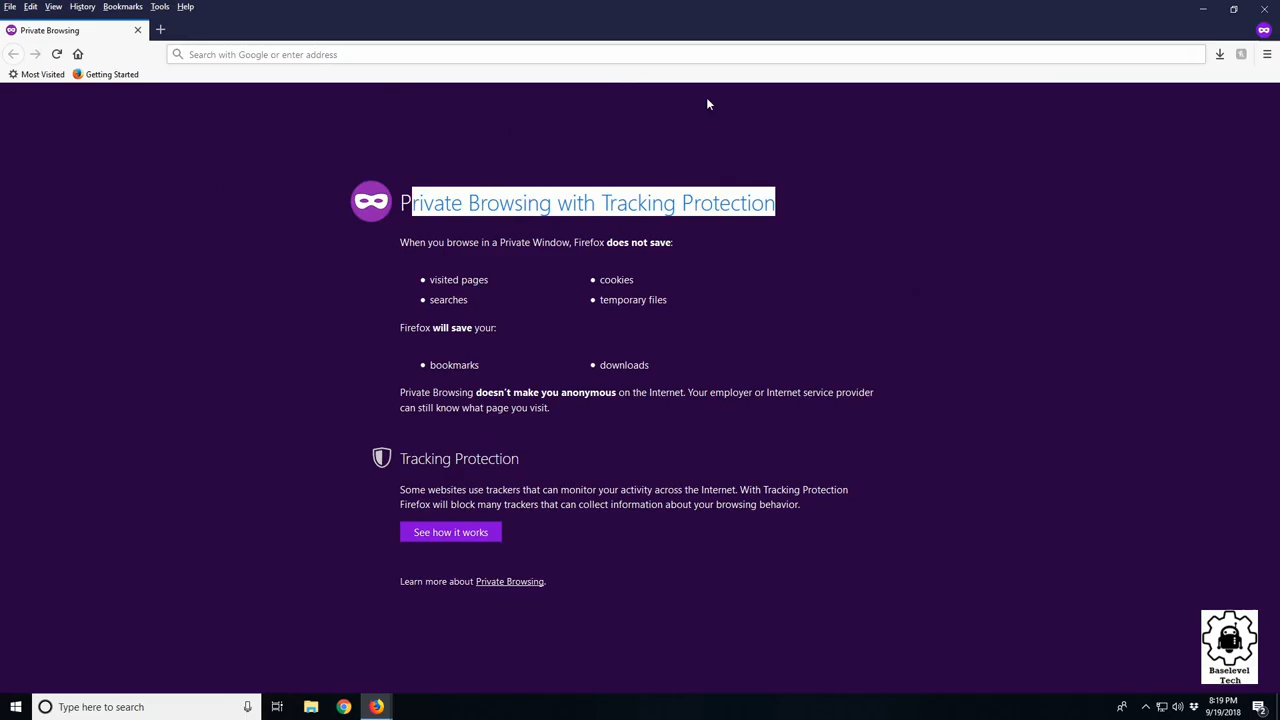 File Edit View History Bookmarks Tools Help
Private Browsing
Search with Google or enter address
Most Visited Getting Started
Private Browsing with Tracking Protection
When you browse in a Private Window, Firefox does not save:
visited pages cookies
searches temporary files
Firefox will save your:
bookmarks downloads
Private Browsing doesn't make you anonymous on the Internet. Your employer or Internet service provider
can still know what page you visit.
Tracking Protection
Some websites use trackers that can monitor your activity across the Internet. With Tracking Protection
Firefox will block many trackers that can collect information about your browsing behavior.
See how it works
Learn more about Private Browsing.
Baselevel
Tech
Type here to search
8:19 PM
9/19/2018
2